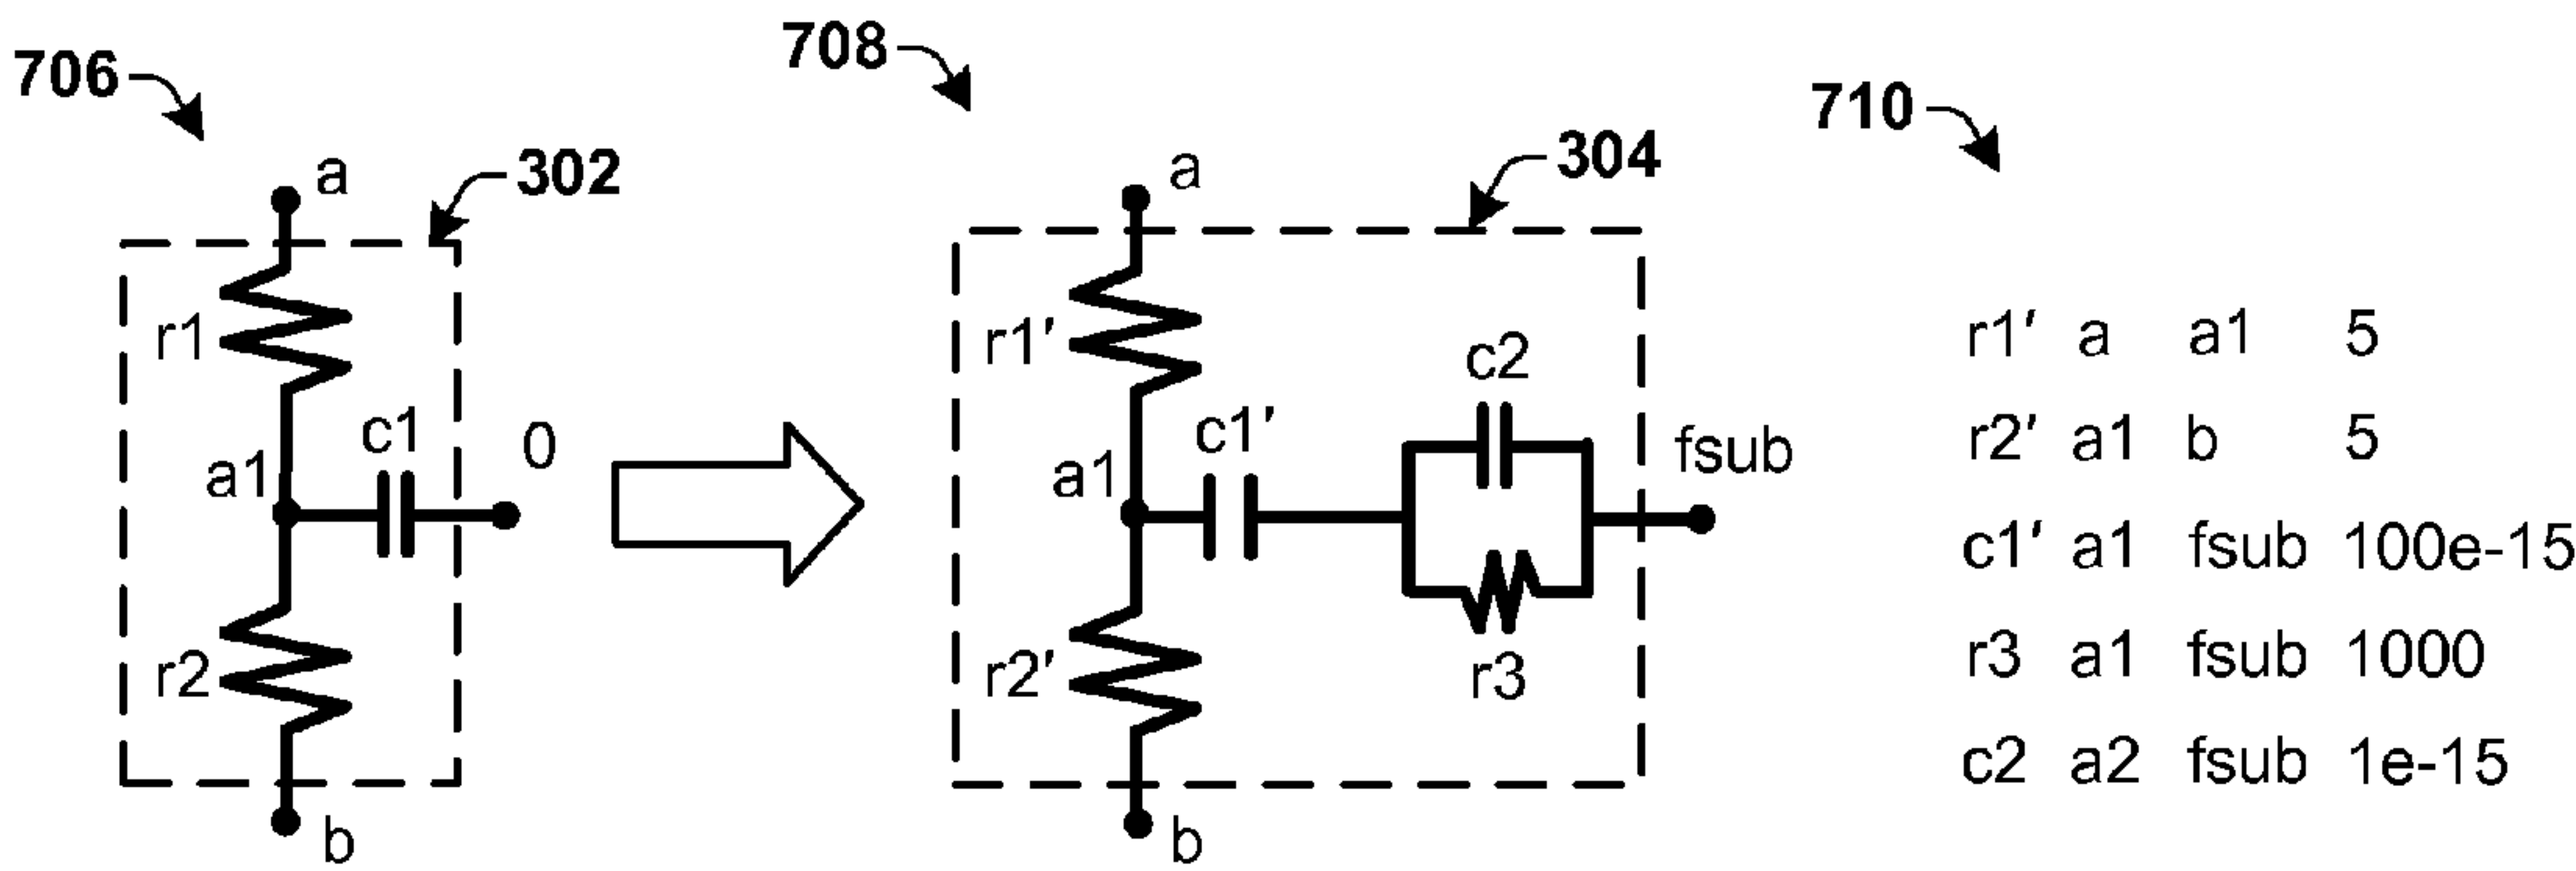 706
302
a
r1
c1
0
a1
r2
b
708
304
a
r1′
c2
c1′
fsub
a1
r3
r2′
b
710
r1′ a a1 5
r2′ a1 b 5
c1′ a1 fsub 100e-15
r3 a1 fsub 1000
c2 a2 fsub 1e-15